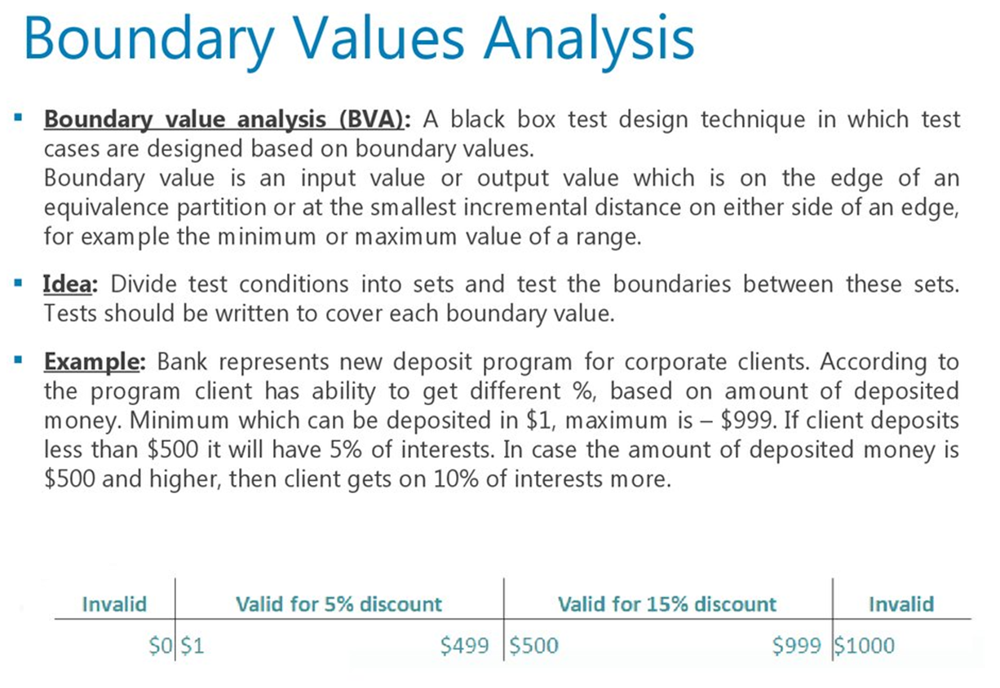 Boundary Values Analysis
▪ Boundary value analysis (BVA): A black box test design technique in which test
cases are designed based on boundary values.
Boundary value is an input value or output value which is on the edge of an
equivalence partition or at the smallest incremental distance on either side of an edge,
for example the minimum or maximum value of a range.
▪ Idea: Divide test conditions into sets and test the boundaries between these sets.
Tests should be written to cover each boundary value.
▪ Example: Bank represents new deposit program for corporate clients. According to
the program client has ability to get different %, based on amount of deposited
money. Minimum which can be deposited in $1, maximum is – $999. If client deposits
less than $500 it will have 5% of interests. In case the amount of deposited money is
$500 and higher, then client gets on 10% of interests more.
Invalid Valid for 5% discount Valid for 15% discount Invalid
$0 $1 $499 $500 $999 $1000